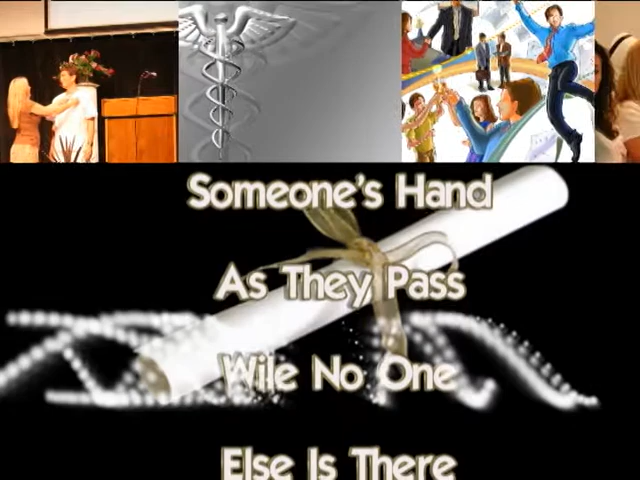 Someone's Hand
As They Pass
Wile No One
Else Is There